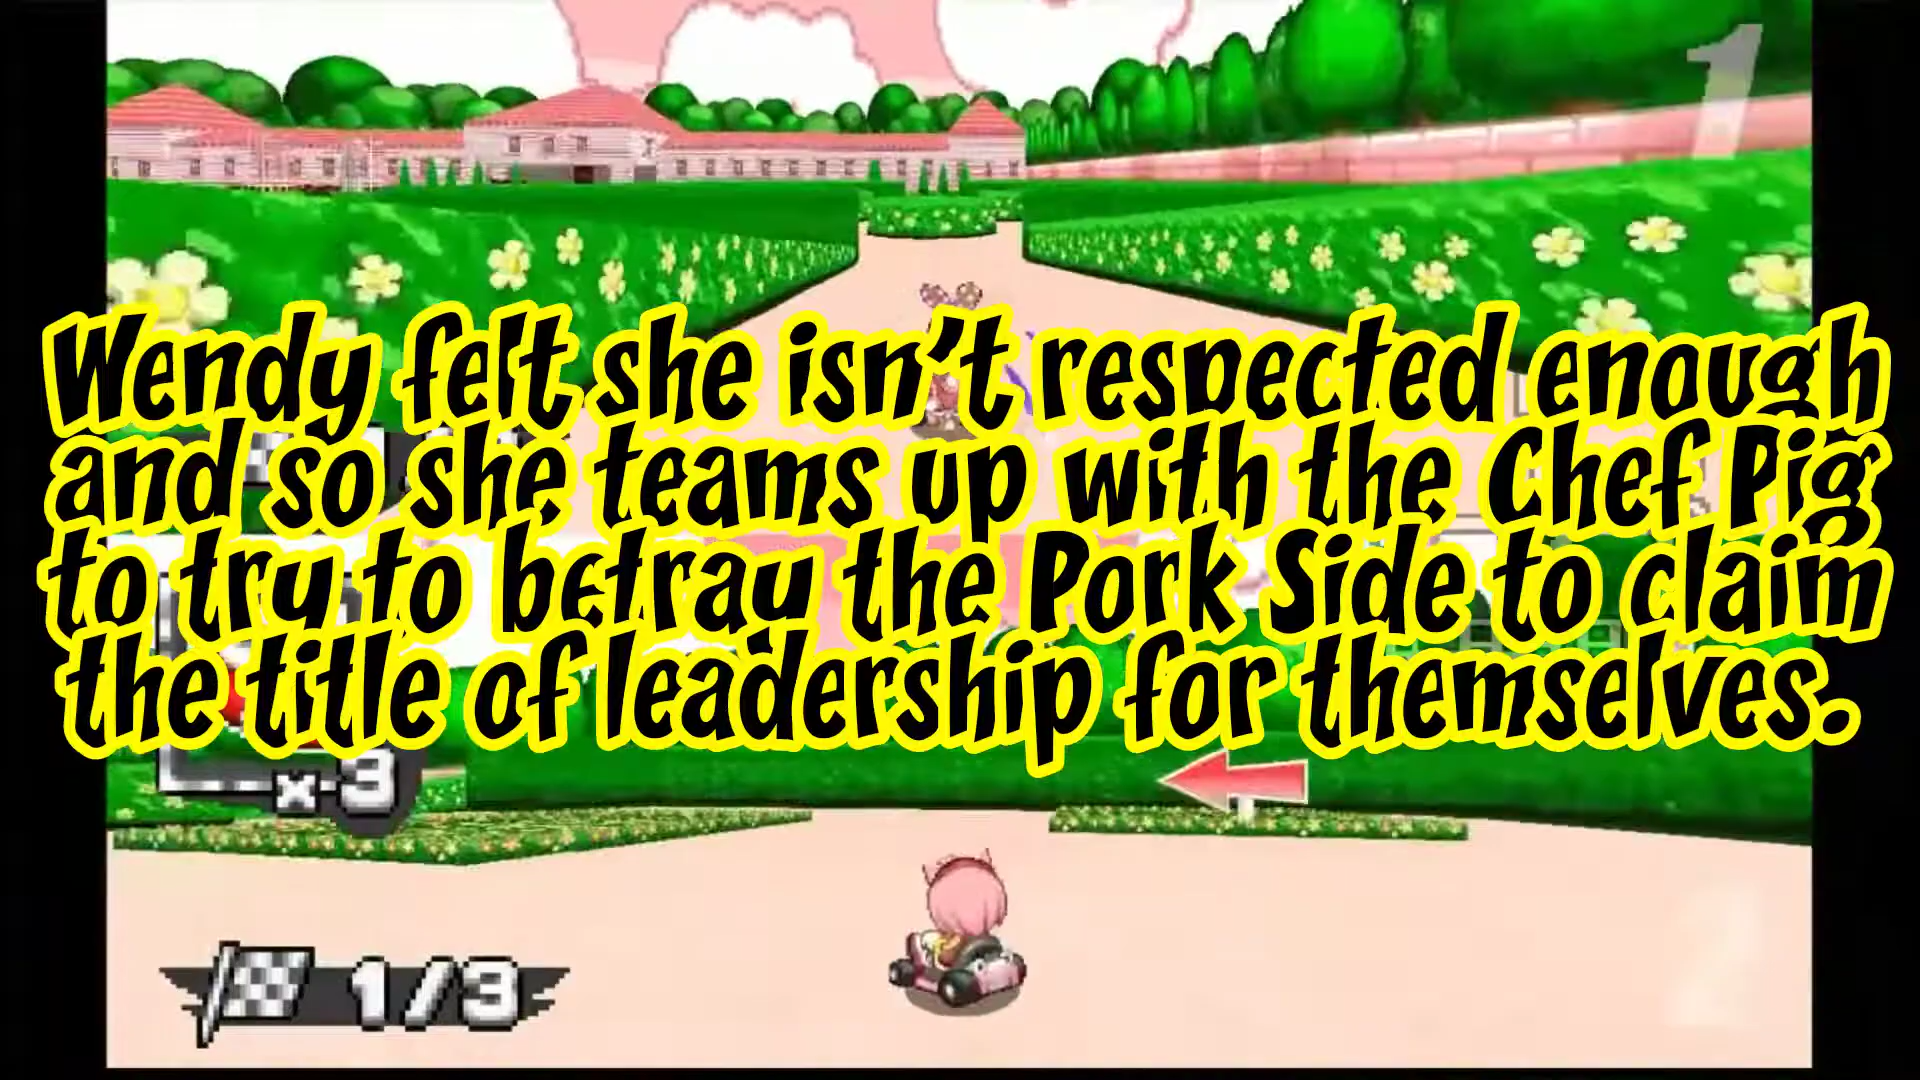 1
Wendy felt she isn't respected enough
and so she teams up with the Chef Pig
to try to betray the Pork Side to claim
the title of leadership for themselves.
x3
1/3